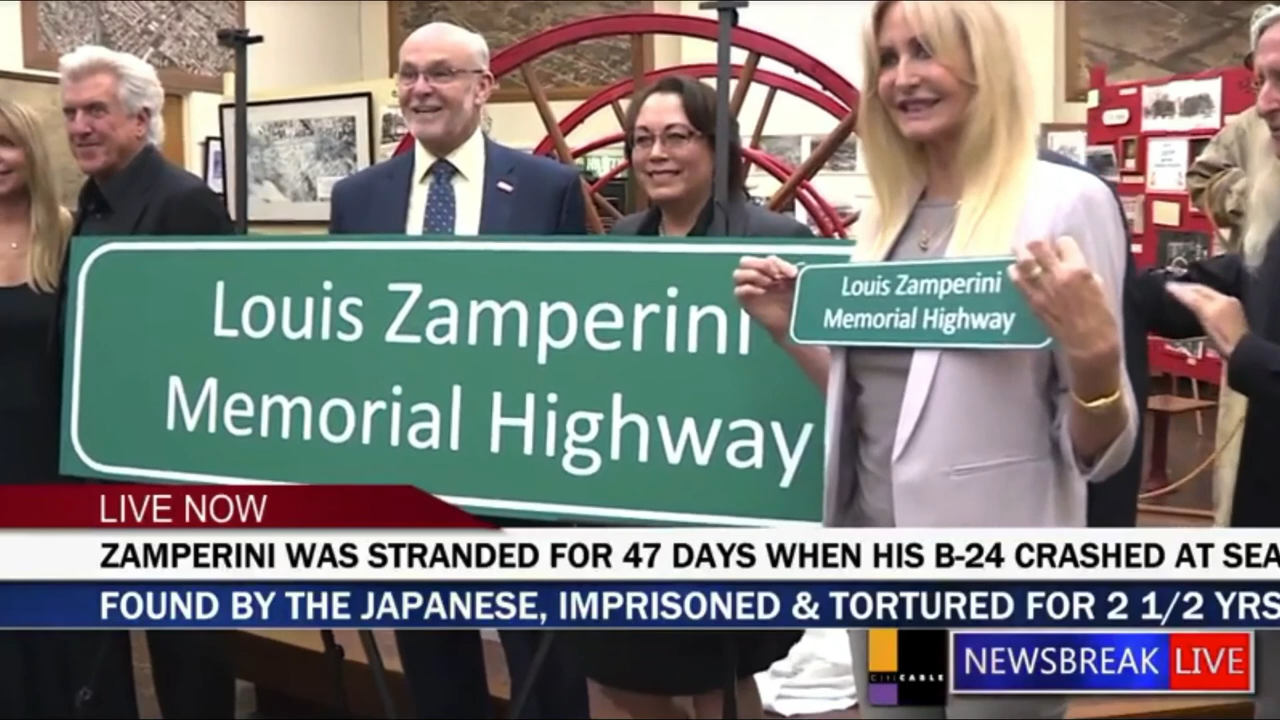 Louis Zamperini
Memorial Highway
Louis Zamperini
Memorial Highway
LIVE NOW
ZAMPERINI WAS STRANDED FOR 47 DAYS WHEN HIS B-24 CRASHED AT SEA
FOUND BY THE JAPANESE, IMPRISONED & TORTURED FOR 2 1/2 YRS
CITICABLE
NEWSBREAK LIVE